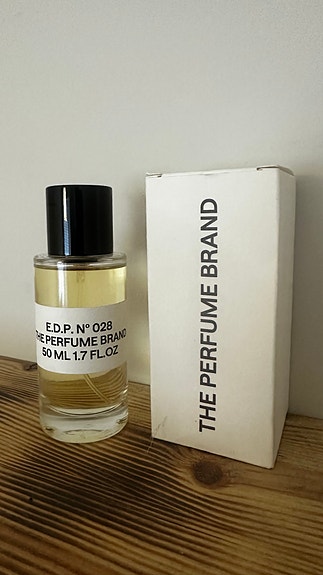 E.D.P. N° 028
THE PERFUME BRAND
50 ML 1.7 FL.OZ
THE PERFUME BRAND